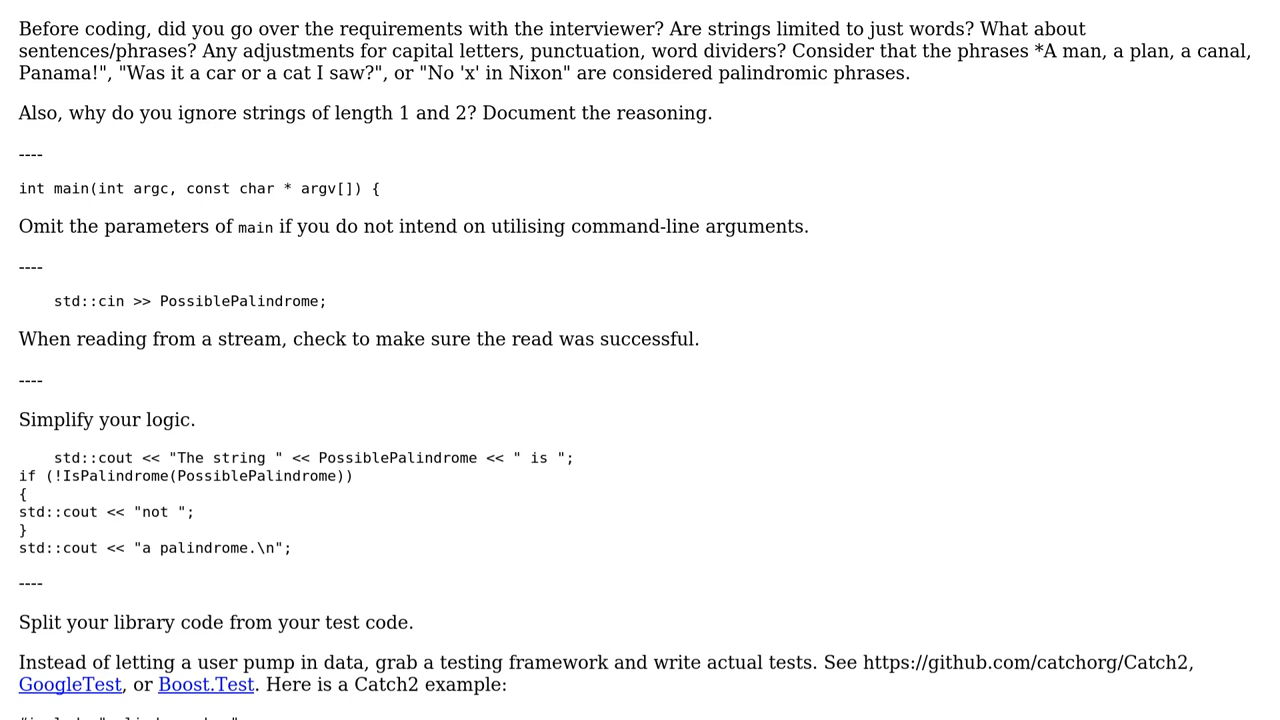 Before coding, did you go over the requirements with the interviewer? Are strings limited to just words? What about
sentences/phrases? Any adjustments for capital letters, punctuation, word dividers? Consider that the phrases *A man, a plan, a canal,
Panama!", "Was it a car or a cat I saw?", or "No 'x' in Nixon" are considered palindromic phrases.
Also, why do you ignore strings of length 1 and 2? Document the reasoning.
----
int main(int argc, const char * argv[]) {
Omit the parameters of main if you do not intend on utilising command-line arguments.
----
    std::cin >> PossiblePalindrome;
When reading from a stream, check to make sure the read was successful.
----
Simplify your logic.
    std::cout << "The string " << PossiblePalindrome << " is ";
if (!IsPalindrome(PossiblePalindrome))
{
std::cout << "not ";
}
std::cout << "a palindrome.\n";
----
Split your library code from your test code.
Instead of letting a user pump in data, grab a testing framework and write actual tests. See https://github.com/catchorg/Catch2,
GoogleTest, or Boost.Test. Here is a Catch2 example: